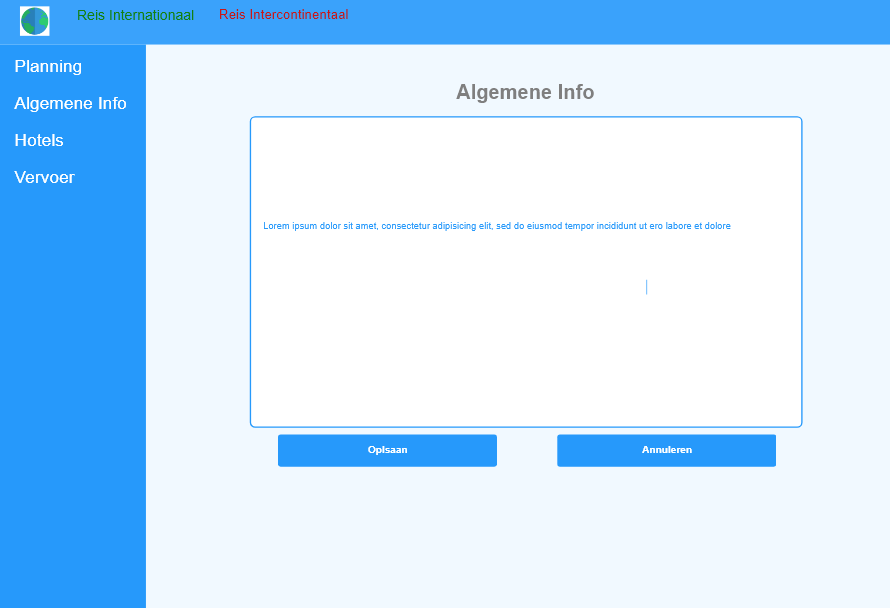 Reis Internationaal
Reis Intercontinentaal
Planning
Algemene Info
Hotels
Vervoer
Algemene Info
Lorem ipsum dolor sit amet, consectetur adipisicing elit, sed do eiusmod tempor incididunt ut ero labore et dolore
Oplsaan
Annuleren